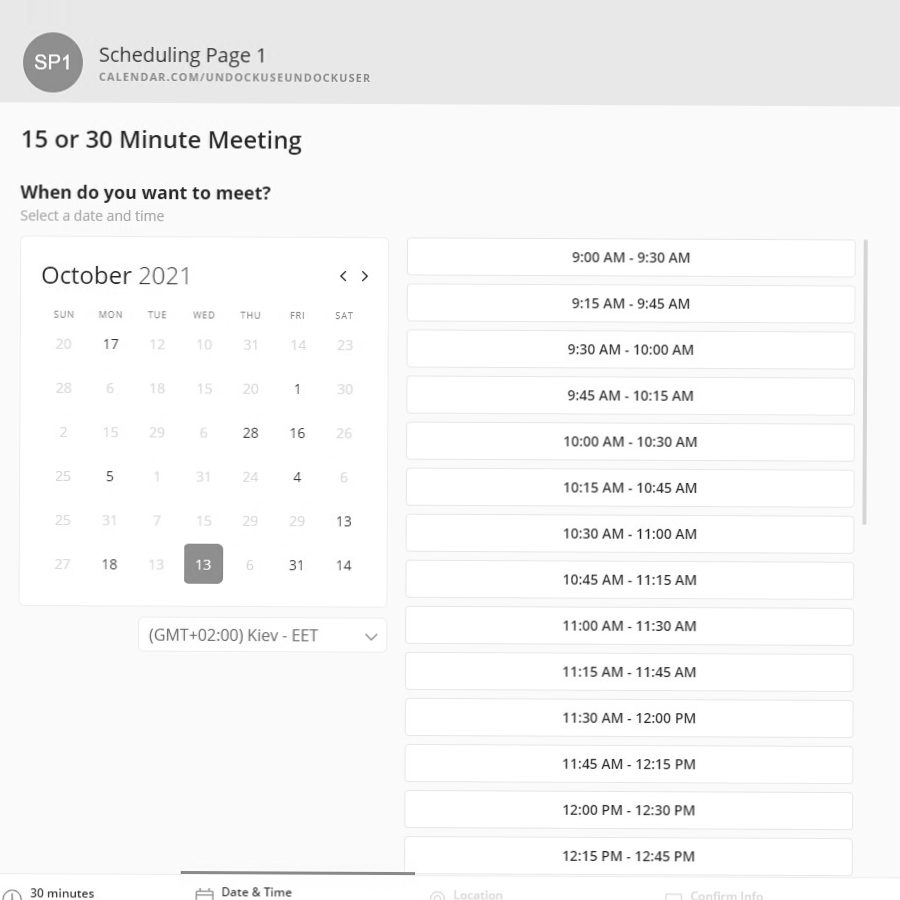 SP1
Scheduling Page 1
CALENDAR.COM/UNDOCKUSEUNDOCKUSER
15 or 30 Minute Meeting
When do you want to meet?
Select a date and time
October 2021
< >
SUN MON TUE WED THU FRI SAT
20 17 12 10 31 14 23
28 6 18 15 20 1 30
2 15 29 6 28 16 26
25 5 1 31 24 4 6
25 31 7 15 29 29 13
27 18 13 13 6 31 14
(GMT+02:00) Kiev - EET
9:00 AM - 9:30 AM
9:15 AM - 9:45 AM
9:30 AM - 10:00 AM
9:45 AM - 10:15 AM
10:00 AM - 10:30 AM
10:15 AM - 10:45 AM
10:30 AM - 11:00 AM
10:45 AM - 11:15 AM
11:00 AM - 11:30 AM
11:15 AM - 11:45 AM
11:30 AM - 12:00 PM
11:45 AM - 12:15 PM
12:00 PM - 12:30 PM
12:15 PM - 12:45 PM
30 minutes
Date & Time
Location
Confirm Info